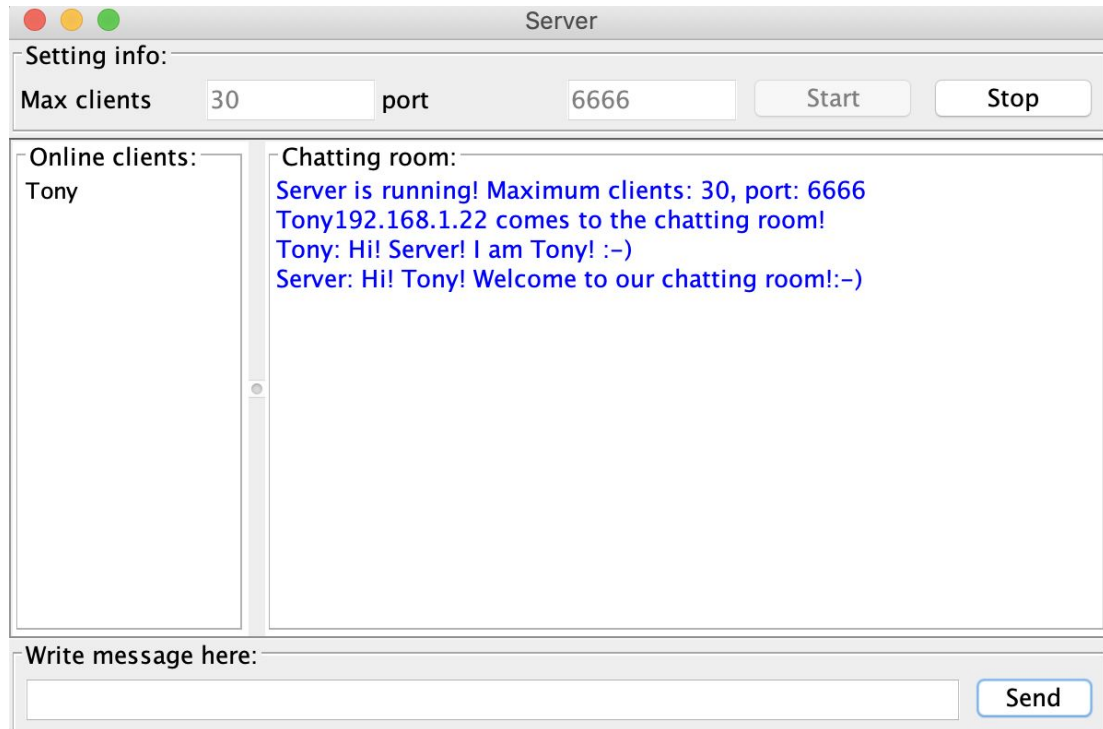 Server
Setting info:
Max clients 30 port 6666 Start Stop
Online clients:
Tony
Chatting room:
Server is running! Maximum clients: 30, port: 6666
Tony192.168.1.22 comes to the chatting room!
Tony: Hi! Server! I am Tony! :-)
Server: Hi! Tony! Welcome to our chatting room!:-)
Write message here:
Send